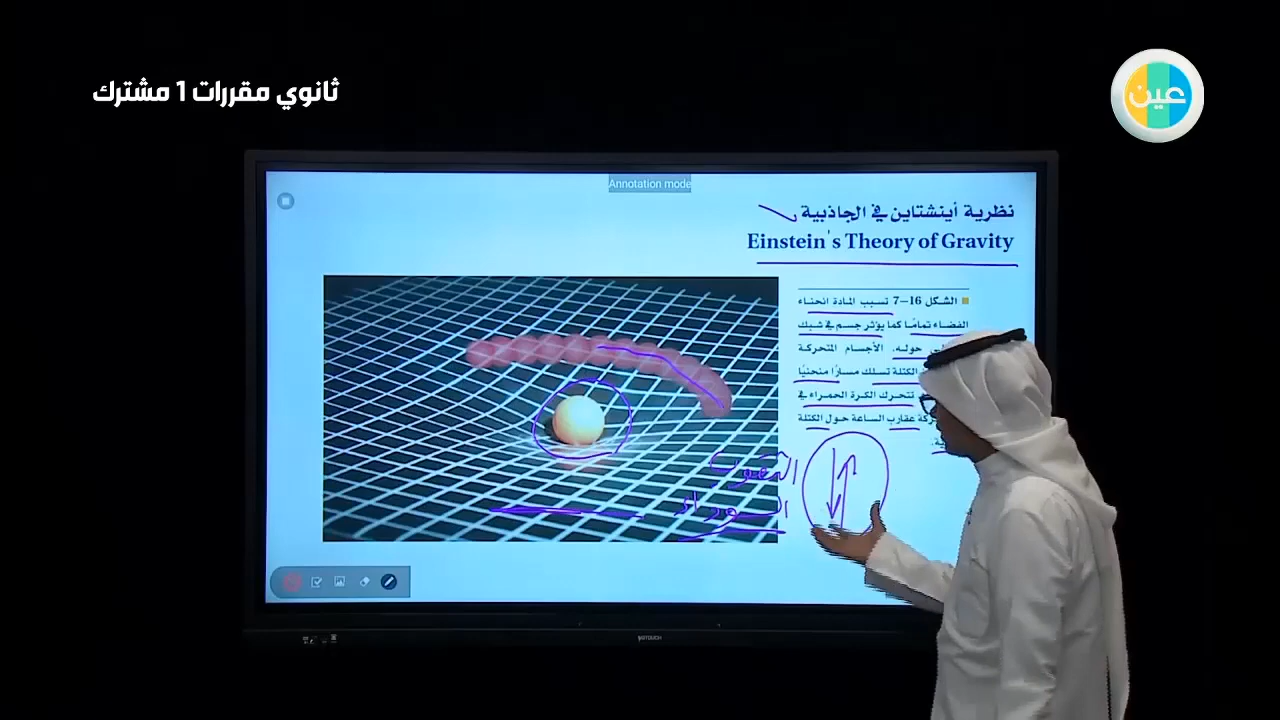 ثانوي مقررات 1 مشترك
عين
Annotation mode
نظرية أينشتاين في الجاذبية
Einstein's Theory of Gravity
الشكل 16–7 تسبب المادة انحناء
الفضاء تمامًا كما يؤثر جسم في شبك
حوله. الأجسام المتحركة
الكتلة تسلك مسارًا منحنيًا
تتحرك الكرة الحمراء في
عقارب الساعة حول الكتلة
الثقوب
السوداء